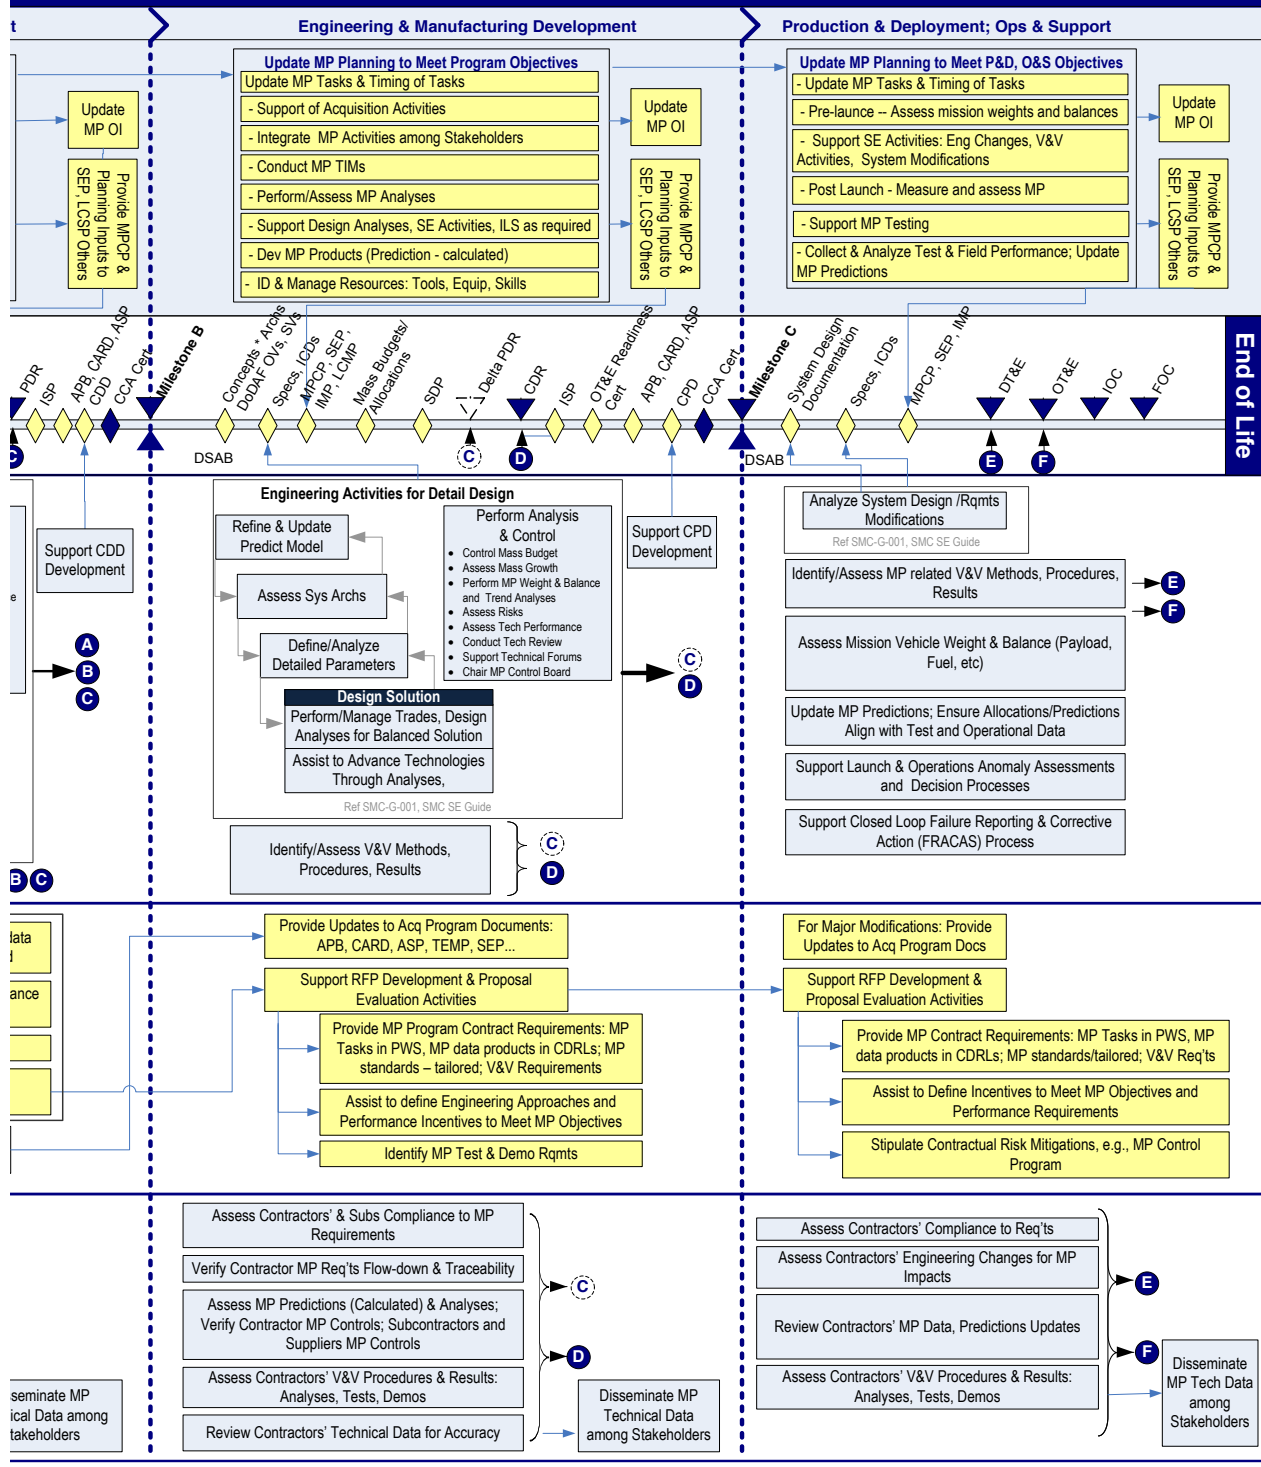 t
Engineering & Manufacturing Development
Production & Deployment; Ops & Support
Update MP Planning to Meet Program Objectives
Update MP Tasks & Timing of Tasks
- Support of Acquisition Activities
- Integrate MP Activities among Stakeholders
- Conduct MP TIMs
- Perform/Assess MP Analyses
- Support Design Analyses, SE Activities, ILS as required
- Dev MP Products (Prediction - calculated)
- ID & Manage Resources: Tools, Equip, Skills
Update MP Planning to Meet P&D, O&S Objectives
- Update MP Tasks & Timing of Tasks
- Pre-launce -- Assess mission weights and balances
- Support SE Activities: Eng Changes, V&V
Activities, System Modifications
- Post Launch - Measure and assess MP
- Support MP Testing
- Collect & Analyze Test & Field Performance; Update
MP Predictions
Update
MP OI
Provide MPCP &
Planning Inputs to
SEP, LCSP Others
Update
MP OI
Provide MPCP &
Planning Inputs to
SEP, LCSP Others
Update
MP OI
Provide MPCP &
Planning Inputs to
SEP, LCSP Others
PDR
ISP
APB, CARD, ASP
CDD
CCA Cert
Milestone B
Concepts * Archs
DoDAF OVs, SVs
Specs, ICDs
MPCP, SEP,
IMP, LCMP
Mass Budgets/
Allocations
SDP
Delta PDR
CDR
ISP
OT&E Readiness
Cert
APB, CARD, ASP
CPD
CCA Cert
Milestone C
System Design
Documentation
Specs, ICDs
MPCP, SEP, IMP
DT&E
OT&E
IOC
FOC
End of Life
C
DSAB
C
D
DSAB
E
F
Support CDD
Development
e
A
B
C
B
C
Engineering Activities for Detail Design
Refine & Update
Predict Model
Assess Sys Archs
Define/Analyze
Detailed Parameters
Design Solution
Perform/Manage Trades, Design
Analyses for Balanced Solution
Assist to Advance Technologies
Through Analyses,
Ref SMC-G-001, SMC SE Guide
Perform Analysis
& Control
• Control Mass Budget
• Assess Mass Growth
• Perform MP Weight & Balance
and Trend Analyses
• Assess Risks
• Assess Tech Performance
• Conduct Tech Review
• Support Technical Forums
• Chair MP Control Board
Support CPD
Development
C
D
Identify/Assess V&V Methods,
Procedures, Results
C
D
Analyze System Design /Rqmts
Modifications
Ref SMC-G-001, SMC SE Guide
Identify/Assess MP related V&V Methods, Procedures,
Results
E
F
Assess Mission Vehicle Weight & Balance (Payload,
Fuel, etc)
Update MP Predictions; Ensure Allocations/Predictions
Align with Test and Operational Data
Support Launch & Operations Anomaly Assessments
and Decision Processes
Support Closed Loop Failure Reporting & Corrective
Action (FRACAS) Process
data
d
ance
Provide Updates to Acq Program Documents:
APB, CARD, ASP, TEMP, SEP...
Support RFP Development & Proposal
Evaluation Activities
Provide MP Program Contract Requirements: MP
Tasks in PWS, MP data products in CDRLs; MP
standards – tailored; V&V Requirements
Assist to define Engineering Approaches and
Performance Incentives to Meet MP Objectives
Identify MP Test & Demo Rqmts
For Major Modifications: Provide
Updates to Acq Program Docs
Support RFP Development &
Proposal Evaluation Activities
Provide MP Contract Requirements: MP Tasks in PWS, MP
data products in CDRLs; MP standards/tailored; V&V Req'ts
Assist to Define Incentives to Meet MP Objectives and
Performance Requirements
Stipulate Contractual Risk Mitigations, e.g., MP Control
Program
sseminate MP
ical Data among
takeholders
Assess Contractors' & Subs Compliance to MP
Requirements
Verify Contractor MP Req'ts Flow-down & Traceability
Assess MP Predictions (Calculated) & Analyses;
Verify Contractor MP Controls; Subcontractors and
Suppliers MP Controls
Assess Contractors' V&V Procedures & Results:
Analyses, Tests, Demos
Review Contractors' Technical Data for Accuracy
C
D
Disseminate MP
Technical Data
among Stakeholders
Assess Contractors' Compliance to Req'ts
Assess Contractors' Engineering Changes for MP
Impacts
Review Contractors' MP Data, Predictions Updates
Assess Contractors' V&V Procedures & Results:
Analyses, Tests, Demos
E
F
Disseminate
MP Tech Data
among
Stakeholders